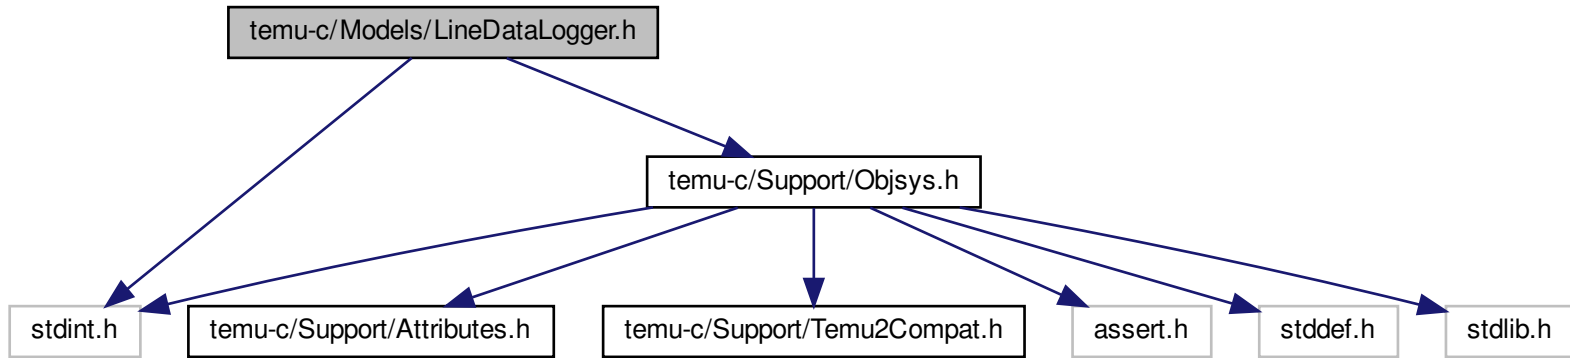 temu-c/Models/LineDataLogger.h
temu-c/Support/Objsys.h
stdint.h
temu-c/Support/Attributes.h
temu-c/Support/Temu2Compat.h
assert.h
stddef.h
stdlib.h